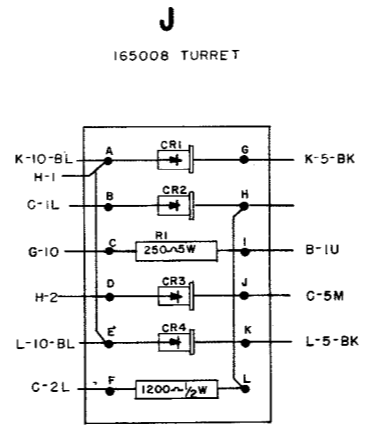 J
165008 TURRET
K-10-BL A CR1 G K-5-BK
H-1
C-1L B CR2 H
G-10 C R1 250~5W I B-1U
H-2 D CR3 J C-5M
L-10-BL E CR4 K L-5-BK
C-2L F 1200~1/2W L